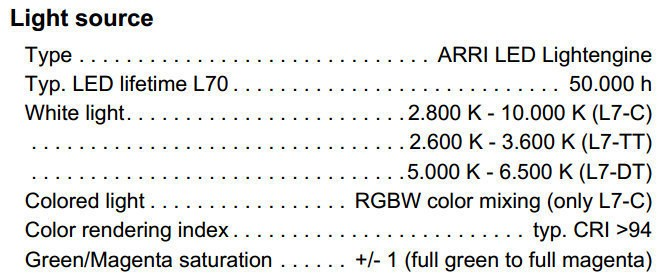 Light source
Type . . . . . . . . . . . . . . . . . . . . . . . . . . . . . . ARRI LED Lightengine
Typ. LED lifetime L70 . . . . . . . . . . . . . . . . . . . . . . . . . . . . 50.000 h
White light. . . . . . . . . . . . . . . . . . . . . . . . 2.800 K - 10.000 K (L7-C)
. . . . . . . . . . . . . . . . . . . . . . . . . . . . . . . . 2.600 K - 3.600 K (L7-TT)
. . . . . . . . . . . . . . . . . . . . . . . . . . . . . . . . 5.000 K - 6.500 K (L7-DT)
Colored light . . . . . . . . . . . . . . . . . RGBW color mixing (only L7-C)
Color rendering index . . . . . . . . . . . . . . . . . . . . . . . . . typ. CRI >94
Green/Magenta saturation . . . . . . +/- 1 (full green to full magenta)